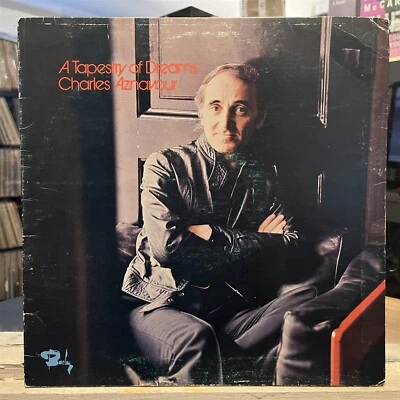 A Tapestry of Dreams
Charles Aznavour
Barclay